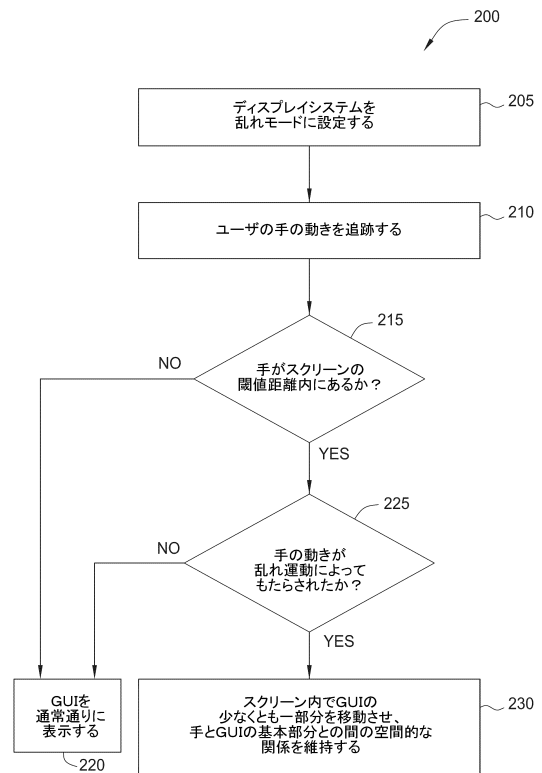 200
ディスプレイシステムを
乱れモードに設定する
205
ユーザの手の動きを追跡する
210
215
手がスクリーンの
閾値距離内にあるか?
NO
YES
225
手の動きが
乱れ運動によって
もたらされたか?
NO
YES
GUIを
通常通りに
表示する
220
スクリーン内でGUIの
少なくとも一部分を移動させ、
手とGUIの基本部分との間の空間的な
関係を維持する
230